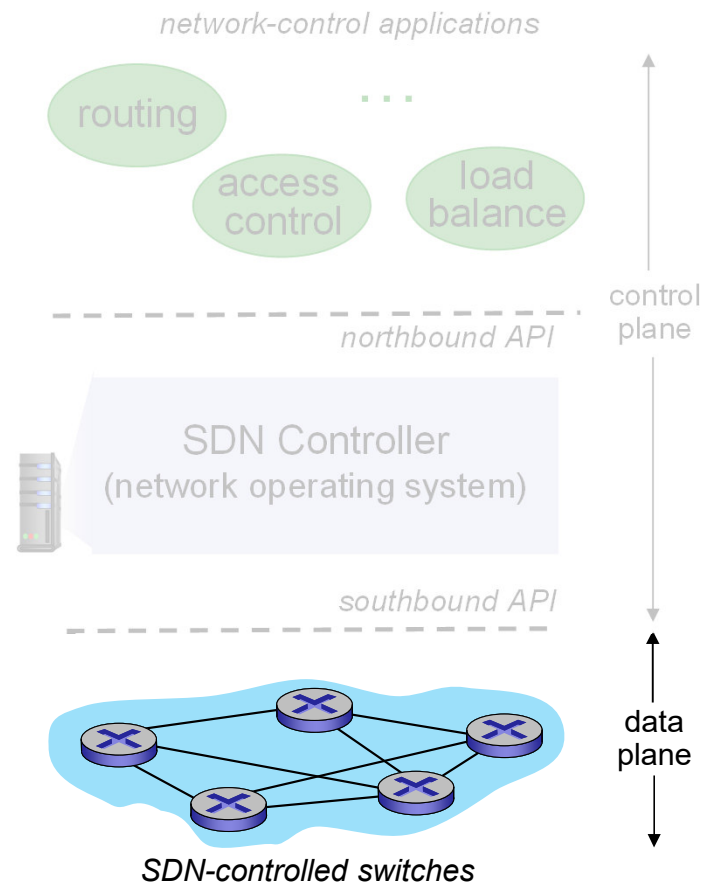 network-control applications
routing
. . .
access
control
load
balance
control
plane
northbound API
SDN Controller
(network operating system)
southbound API
data
plane
SDN-controlled switches